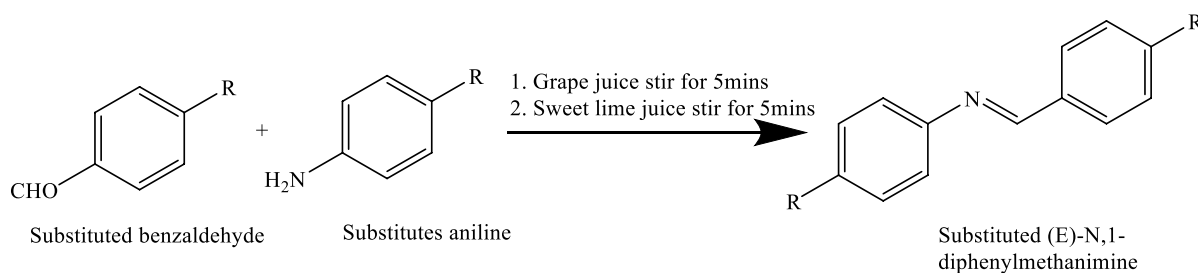 R
CHO
Substituted benzaldehyde
+
R
H2N
Substitutes aniline
1. Grape juice stir for 5mins
2. Sweet lime juice stir for 5mins
R
N
R
Substituted (E)-N,1-
diphenylmethanimine